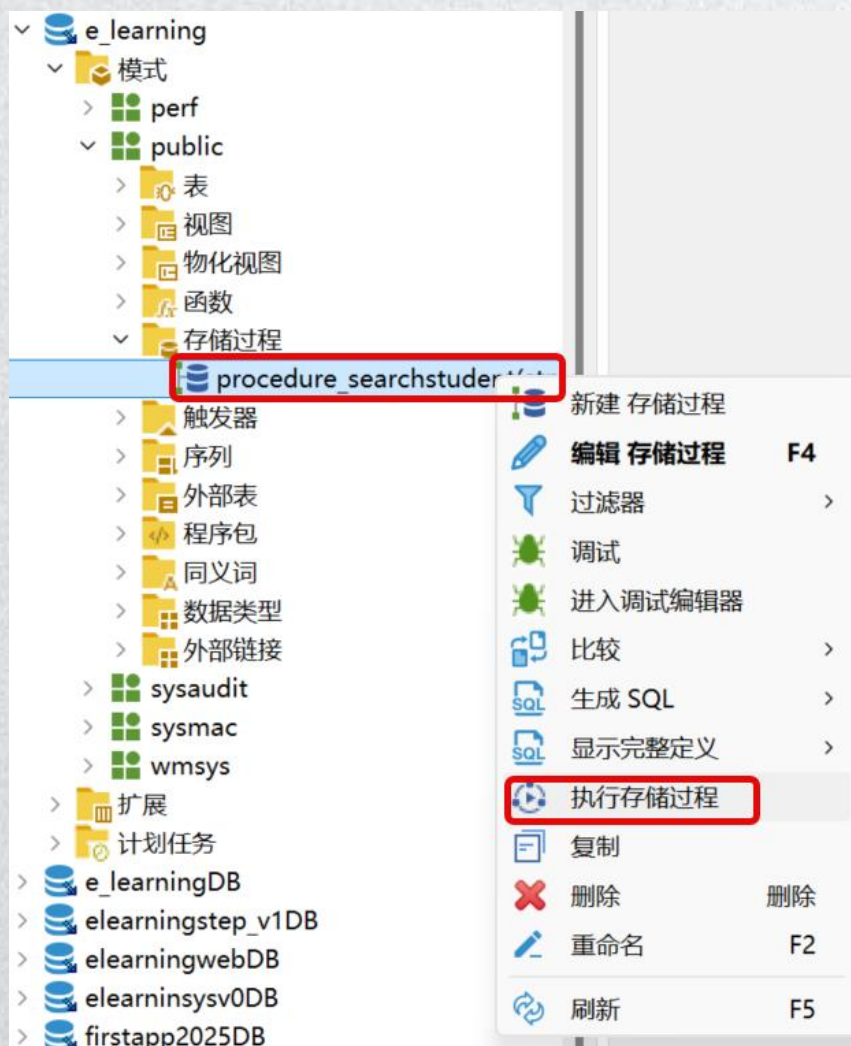 e_learning
模式
perf
public
表
视图
物化视图
函数
存储过程
procedure_searchstudent
触发器
序列
外部表
程序包
同义词
数据类型
外部链接
sysaudit
sysmac
wmsys
扩展
计划任务
e_learningDB
elearningstep_v1DB
elearningwebDB
elearninsysv0DB
firstapp2025DB
新建 存储过程
编辑 存储过程 F4
过滤器
调试
进入调试编辑器
比较
SQL 生成 SQL
SQL 显示完整定义
执行存储过程
复制
删除 删除
重命名 F2
刷新 F5